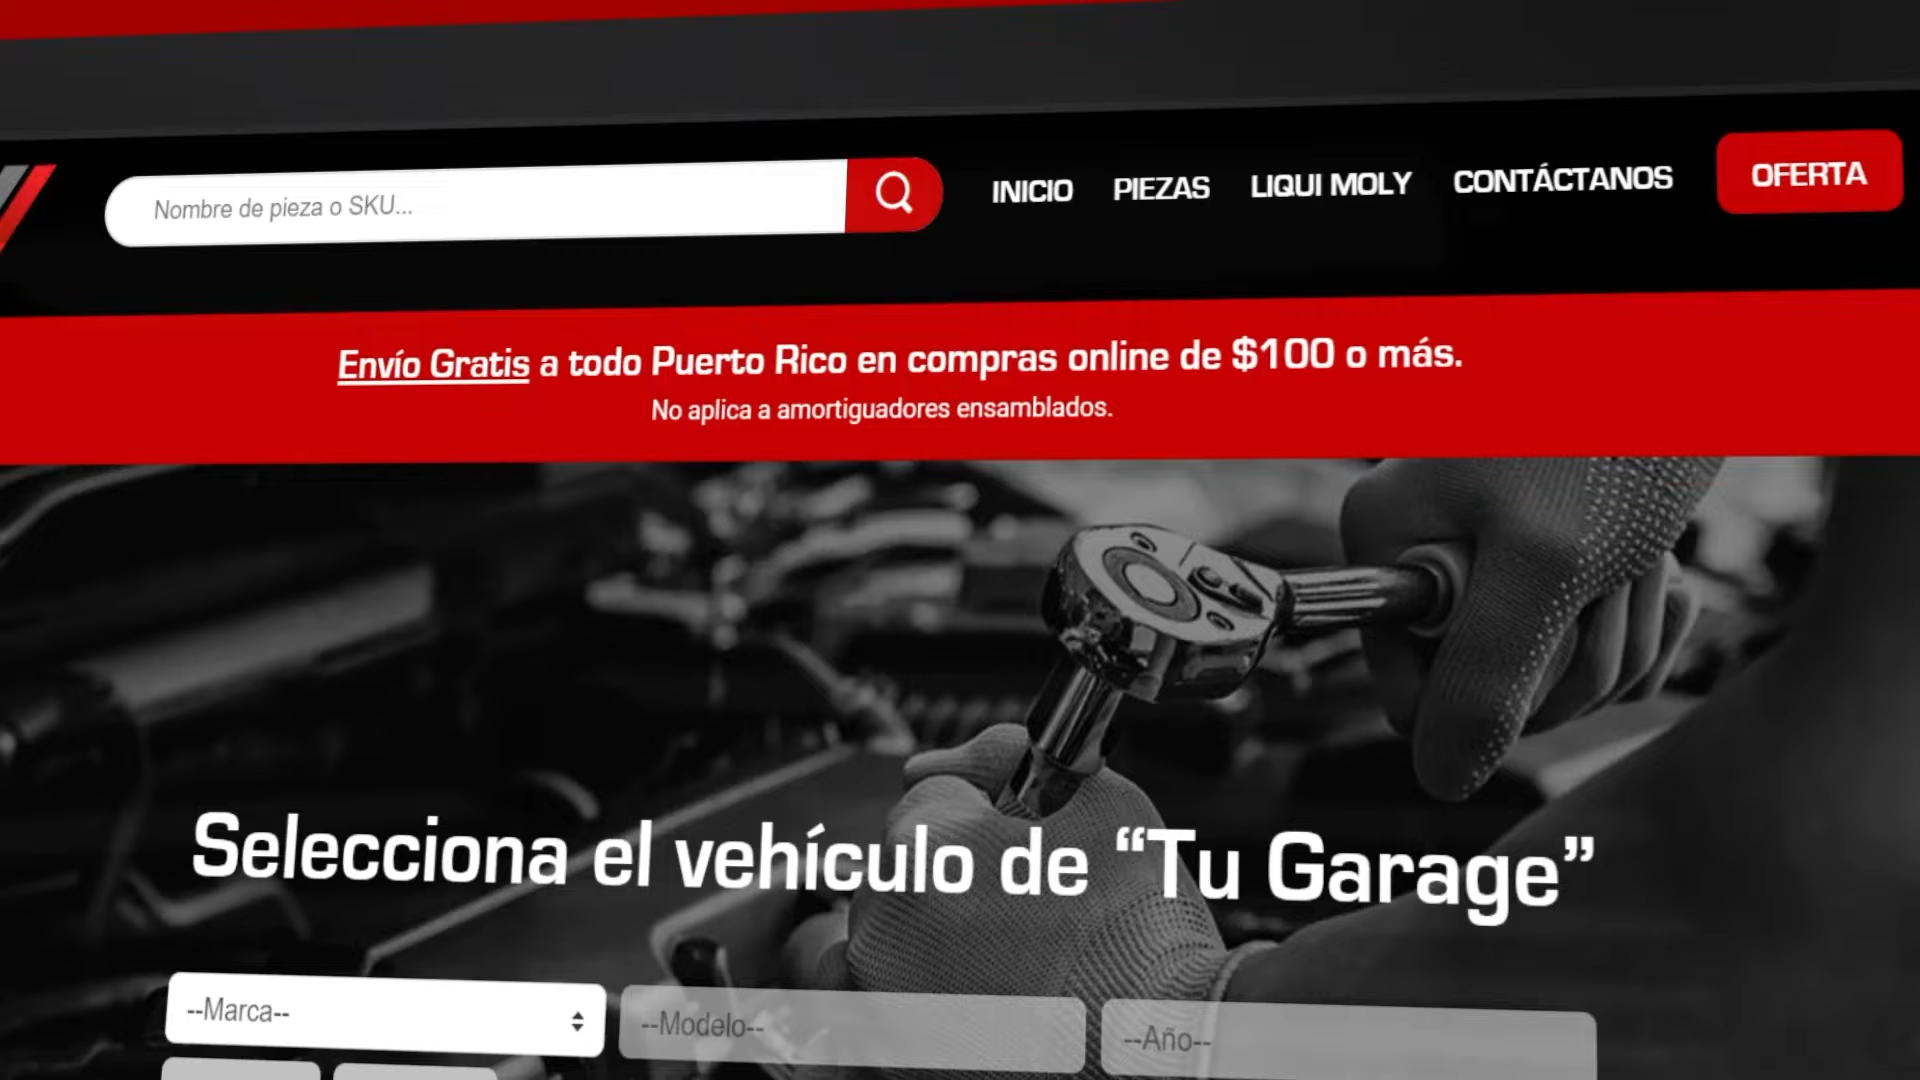 Nombre de pieza o SKU...
INICIO PIEZAS LIQUI MOLY CONTÁCTANOS OFERTA
Envío Gratis a todo Puerto Rico en compras online de $100 o más.
No aplica a amortiguadores ensamblados.
Selecciona el vehículo de “Tu Garage”
--Marca-- --Modelo-- --Año--